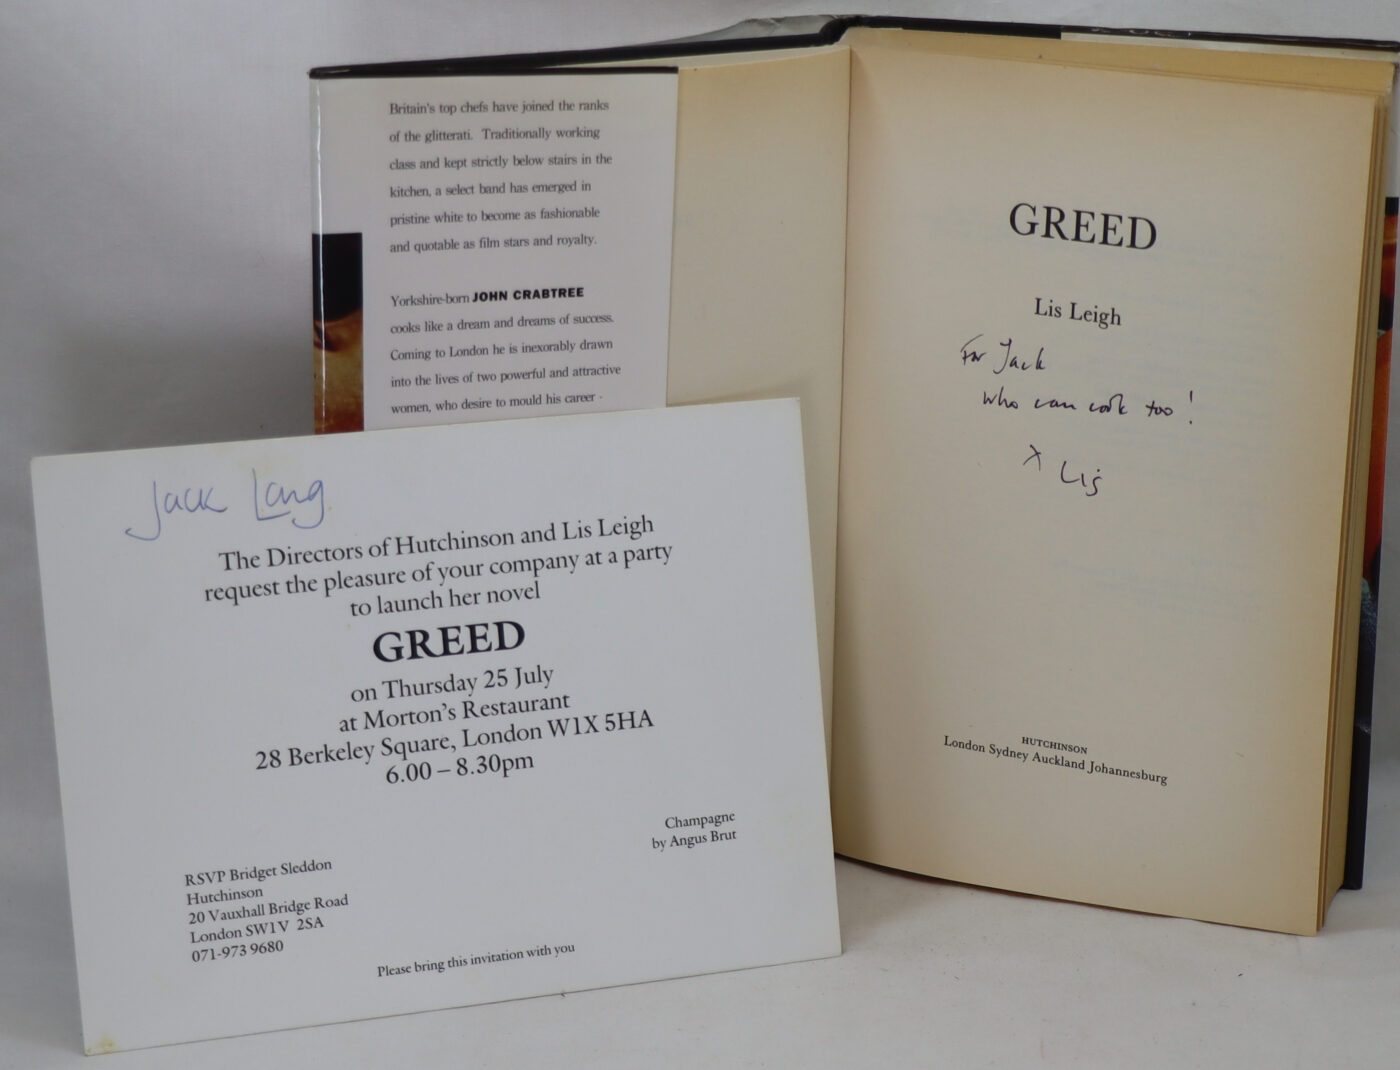 Britain's top chefs have joined the ranks
of the glitterati. Traditionally working
class and kept strictly below stairs in the
kitchen, a select band has emerged in
pristine white to become as fashionable
and quotable as film stars and royalty.
Yorkshire-born JOHN CRABTREE
cooks like a dream and dreams of success.
Coming to London he is inexorably drawn
into the lives of two powerful and attractive
women, who desire to mould his career -
GREED
Lis Leigh
For Jack
who can cook too!
x Lis
HUTCHINSON
London Sydney Auckland Johannesburg
Jack Lang
The Directors of Hutchinson and Lis Leigh
request the pleasure of your company at a party
to launch her novel
GREED
on Thursday 25 July
at Morton's Restaurant
28 Berkeley Square, London W1X 5HA
6.00 – 8.30pm
Champagne
by Angus Brut
RSVP Bridget Sleddon
Hutchinson
20 Vauxhall Bridge Road
London SW1V 2SA
071-973 9680
Please bring this invitation with you